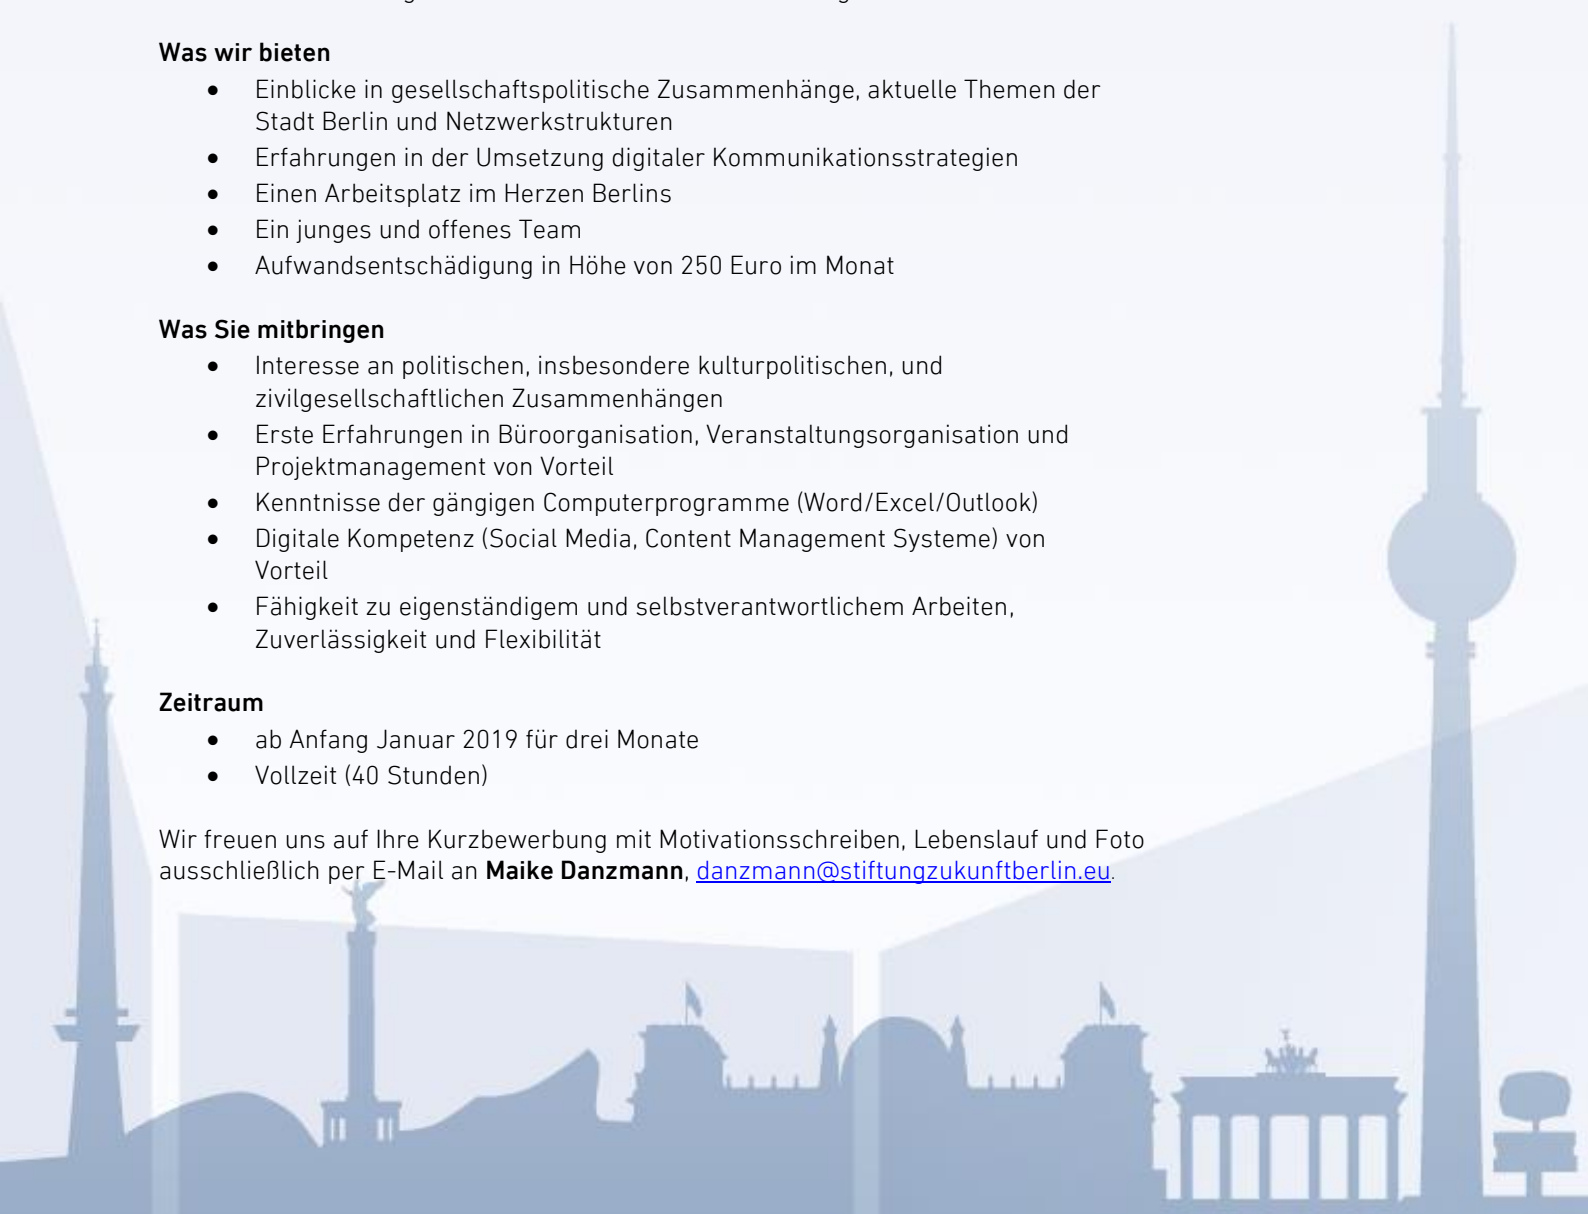 Was wir bieten
• Einblicke in gesellschaftspolitische Zusammenhänge, aktuelle Themen der
Stadt Berlin und Netzwerkstrukturen
• Erfahrungen in der Umsetzung digitaler Kommunikationsstrategien
• Einen Arbeitsplatz im Herzen Berlins
• Ein junges und offenes Team
• Aufwandsentschädigung in Höhe von 250 Euro im Monat
Was Sie mitbringen
• Interesse an politischen, insbesondere kulturpolitischen, und
zivilgesellschaftlichen Zusammenhängen
• Erste Erfahrungen in Büroorganisation, Veranstaltungsorganisation und
Projektmanagement von Vorteil
• Kenntnisse der gängigen Computerprogramme (Word/Excel/Outlook)
• Digitale Kompetenz (Social Media, Content Management Systeme) von
Vorteil
• Fähigkeit zu eigenständigem und selbstverantwortlichem Arbeiten,
Zuverlässigkeit und Flexibilität
Zeitraum
• ab Anfang Januar 2019 für drei Monate
• Vollzeit (40 Stunden)
Wir freuen uns auf Ihre Kurzbewerbung mit Motivationsschreiben, Lebenslauf und Foto
ausschließlich per E-Mail an Maike Danzmann, danzmann@stiftungzukunftberlin.eu.